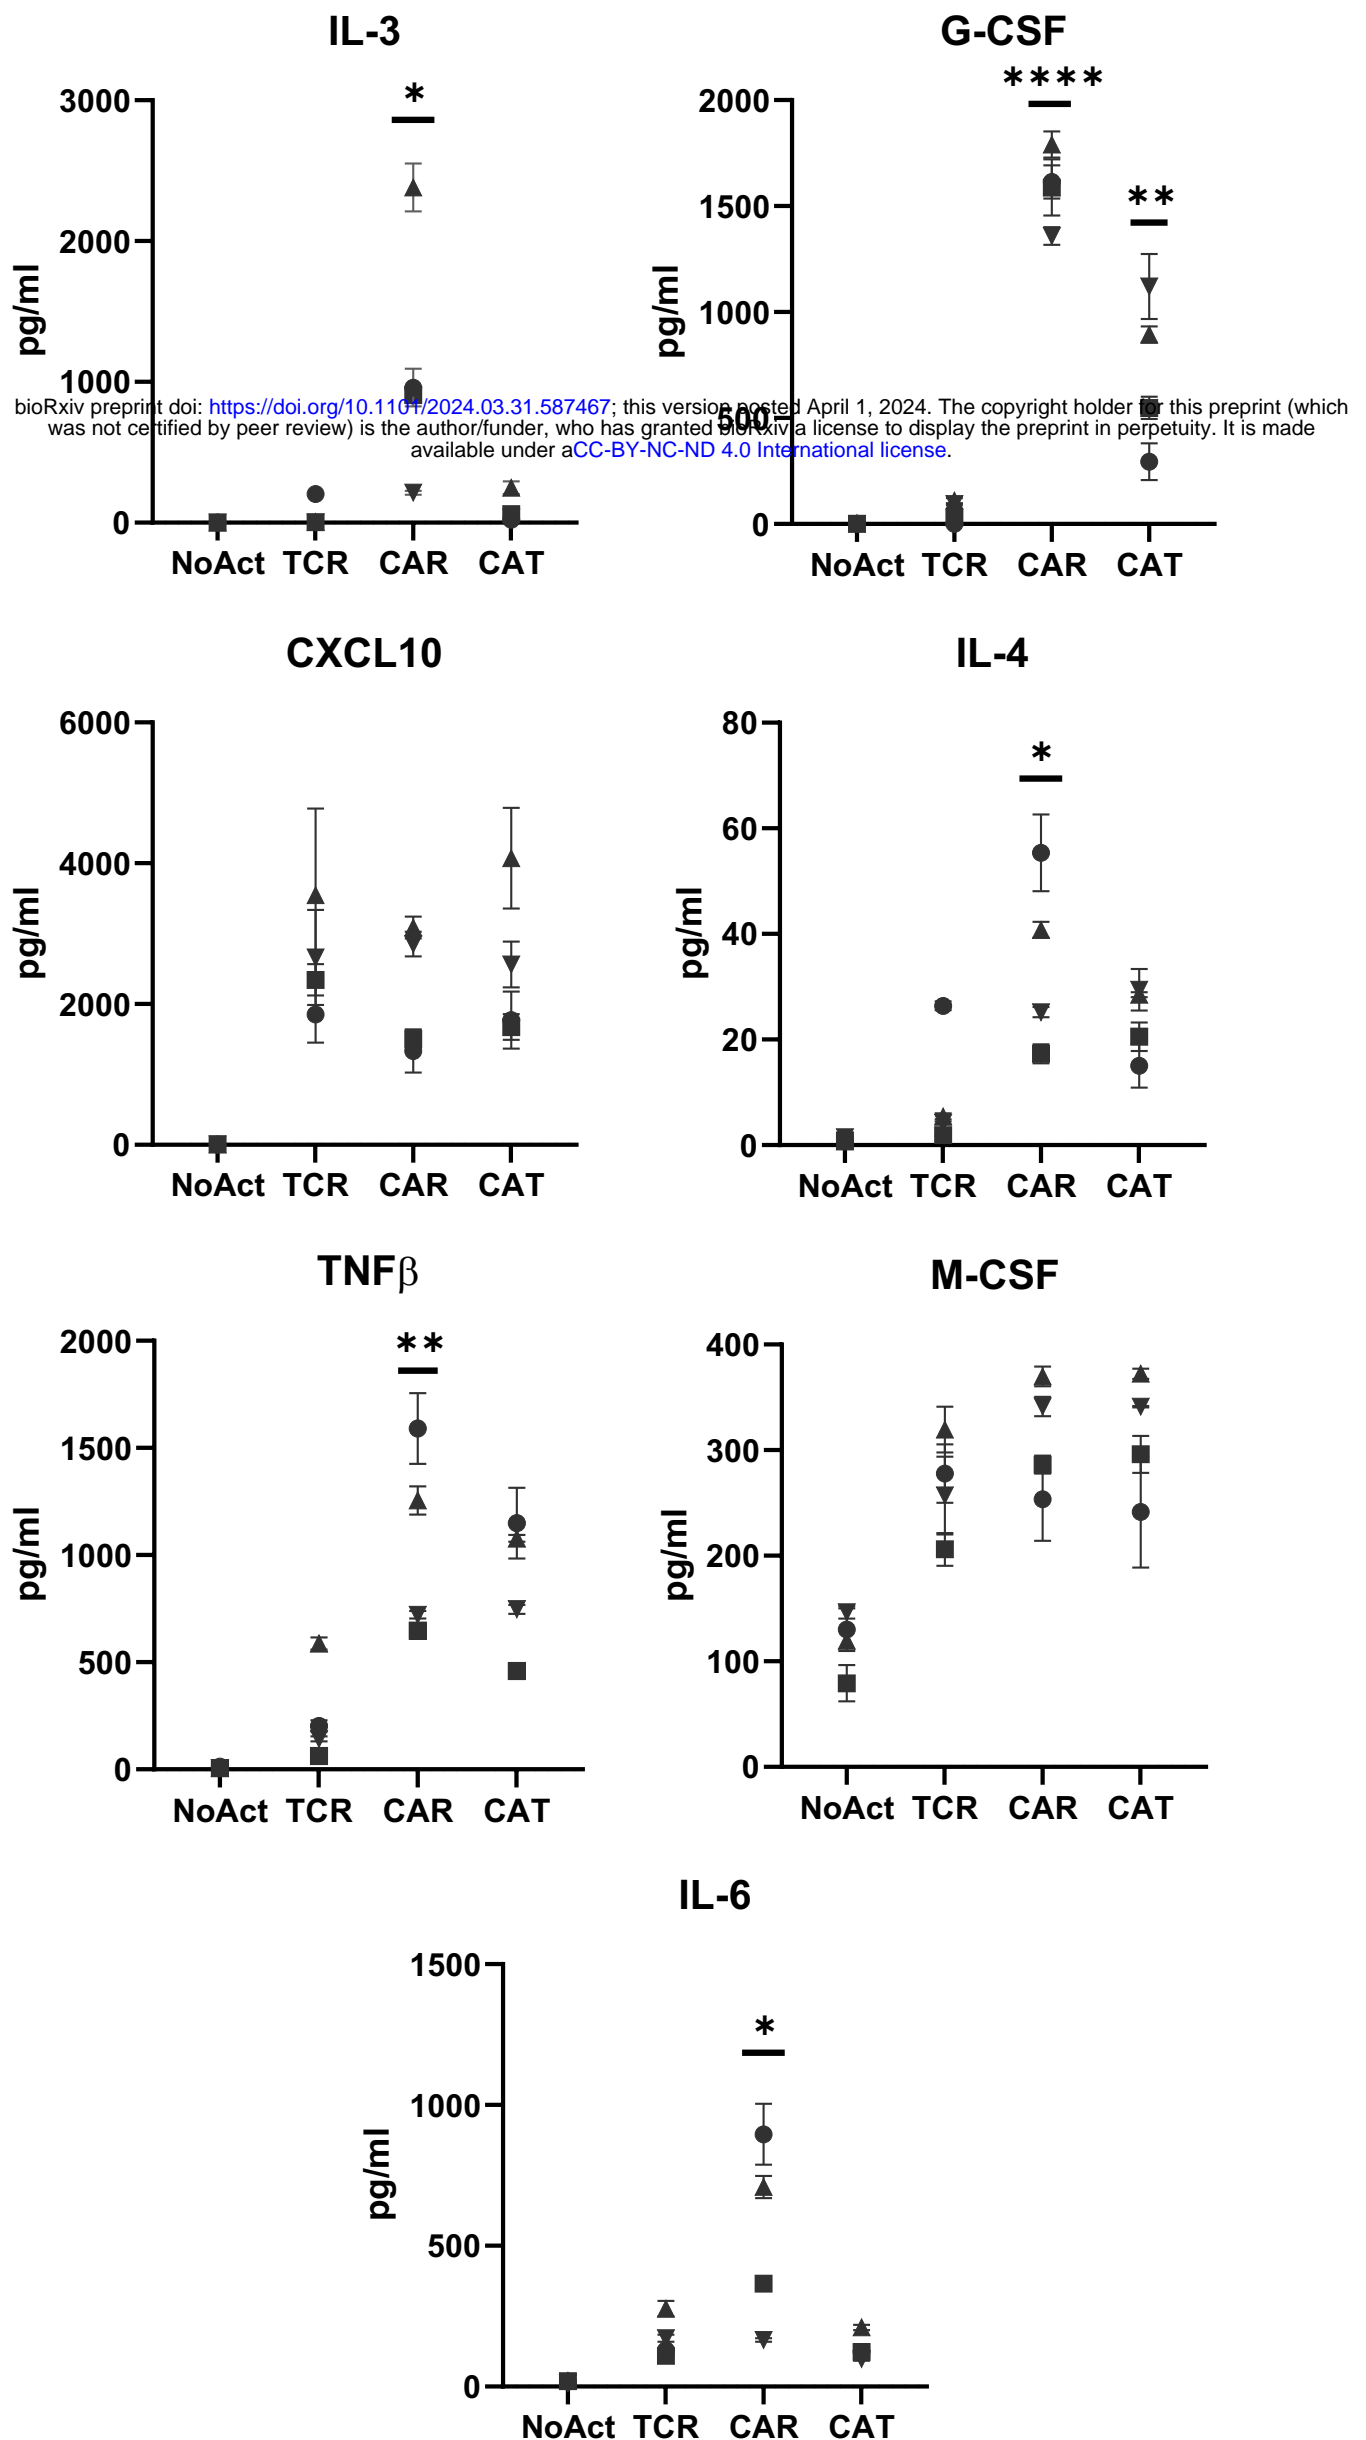 IL-3
G-CSF
*
****
**
3000
2000
1000
0
pg/ml
NoAct TCR CAR CAT
2000
1500
1000
500
0
pg/ml
NoAct TCR CAR CAT
bioRxiv preprint doi: https://doi.org/10.1101/2024.03.31.587467; this version posted April 1, 2024. The copyright holder for this preprint (which
was not certified by peer review) is the author/funder, who has granted bioRxiv a license to display the preprint in perpetuity. It is made
available under aCC-BY-NC-ND 4.0 International license.
CXCL10
6000
4000
2000
0
pg/ml
NoAct TCR CAR CAT
IL-4
*
80
60
40
20
0
pg/ml
NoAct TCR CAR CAT
TNFβ
**
2000
1500
1000
500
0
pg/ml
NoAct TCR CAR CAT
M-CSF
400
300
200
100
0
pg/ml
NoAct TCR CAR CAT
IL-6
*
1500
1000
500
0
pg/ml
NoAct TCR CAR CAT